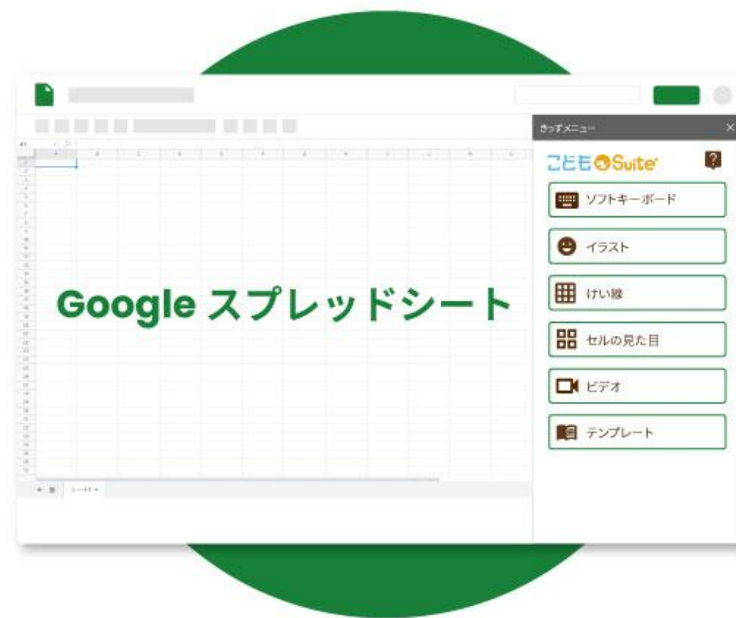 きっずメニュー ×
こどもSuite
?
ソフトキーボード
イラスト
けい線
セルの見た目
ビデオ
テンプレート
Google スプレッドシート